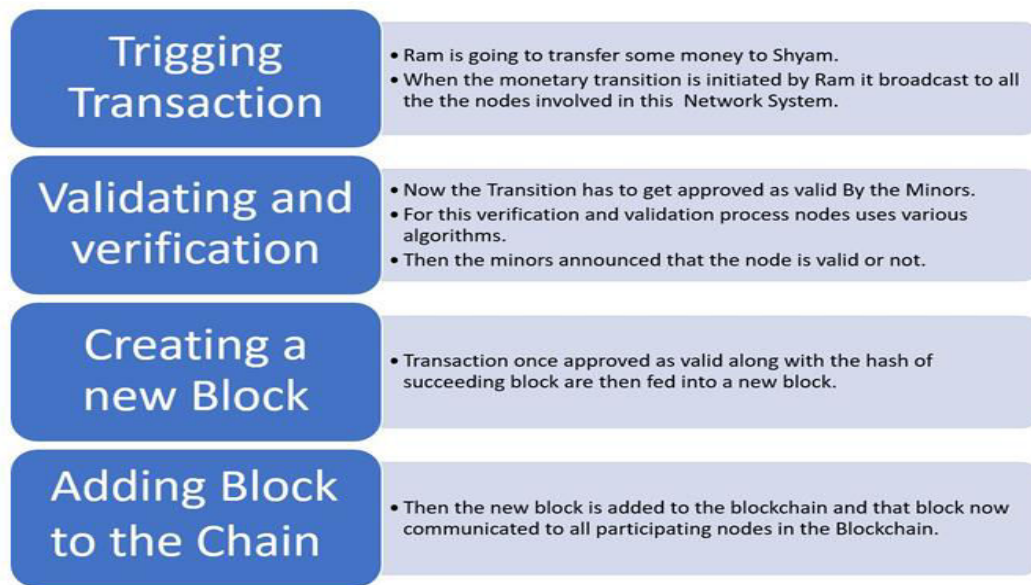 Trigging
Transaction
• Ram is going to transfer some money to Shyam.
• When the monetary transition is initiated by Ram it broadcast to all
the the nodes involved in this Network System.
Validating and
verification
• Now the Transition has to get approved as valid By the Minors.
• For this verification and validation process nodes uses various
algorithms.
• Then the minors announced that the node is valid or not.
Creating a
new Block
• Transaction once approved as valid along with the hash of
succeeding block are then fed into a new block.
Adding Block
to the Chain
• Then the new block is added to the blockchain and that block now
communicated to all participating nodes in the Blockchain.